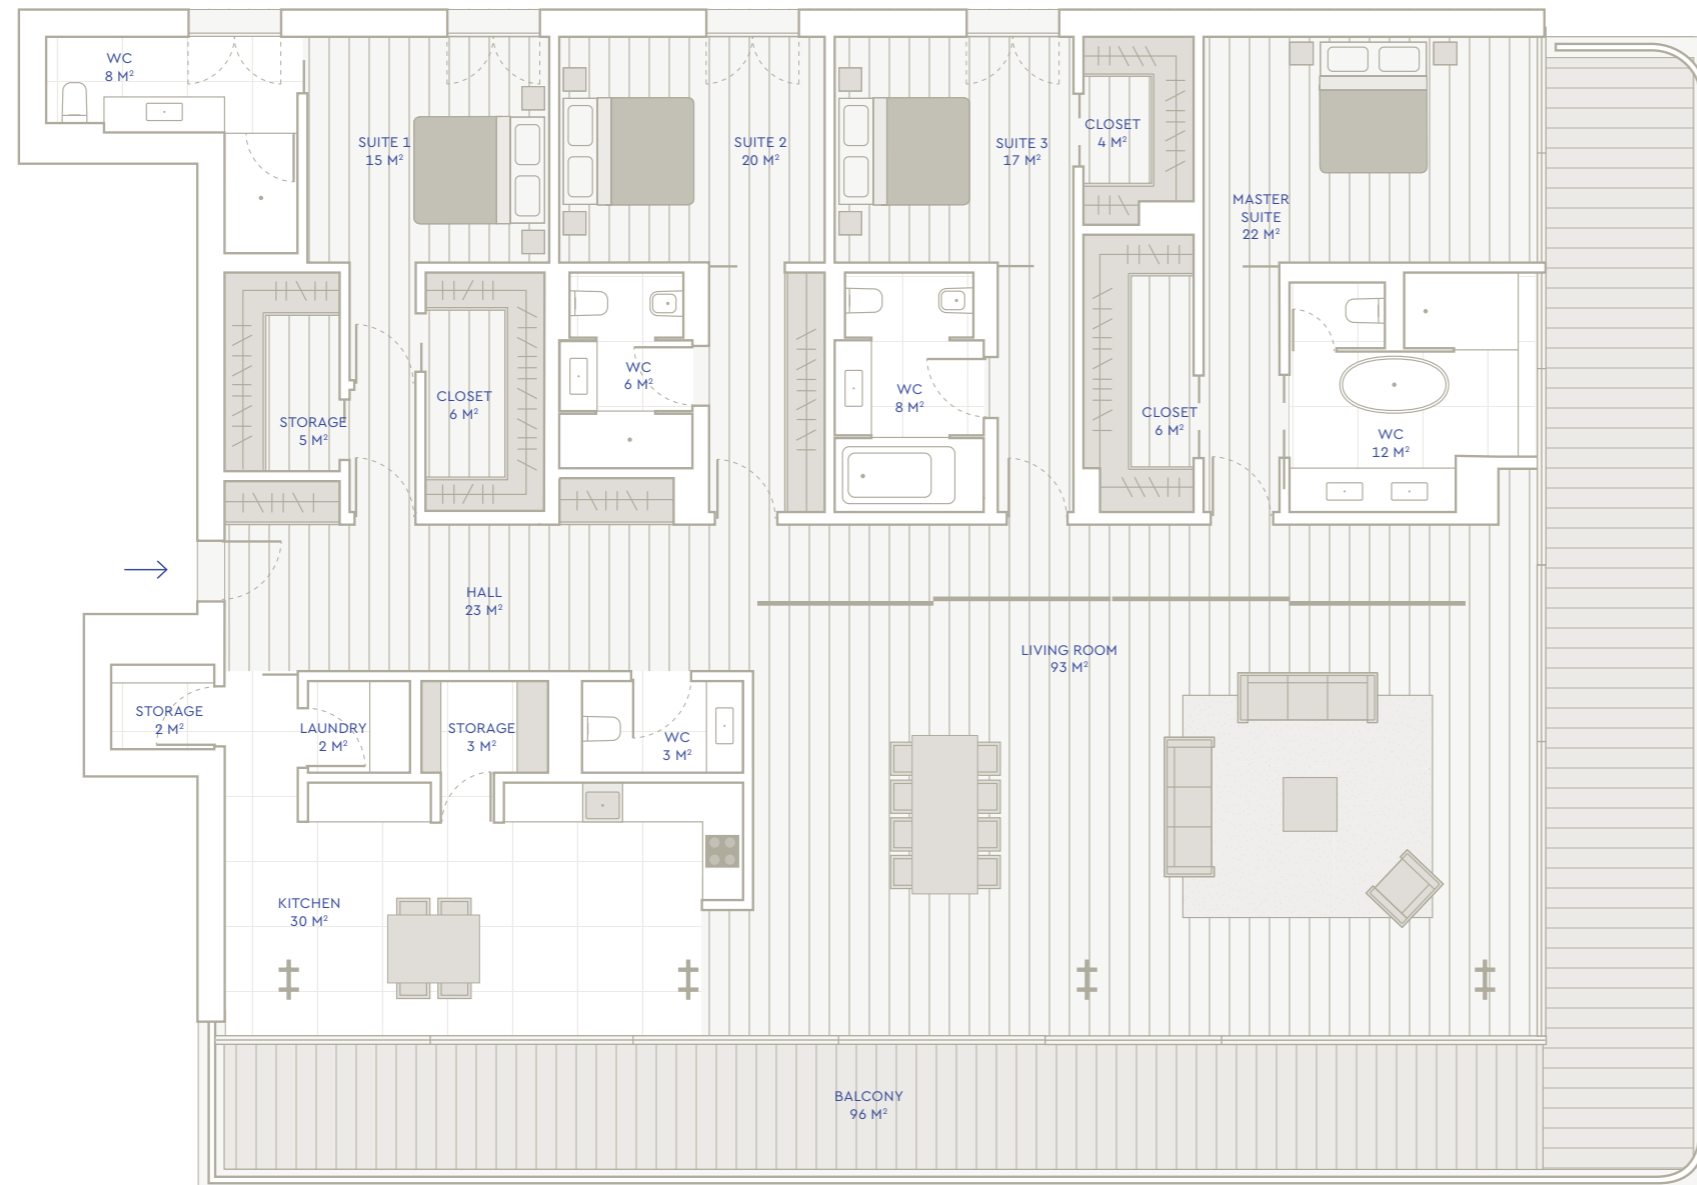 WC
8 M²
SUITE 1
15 M²
SUITE 2
20 M²
SUITE 3
17 M²
CLOSET
4 M²
MASTER
SUITE
22 M²
STORAGE
5 M²
CLOSET
6 M²
WC
6 M²
WC
8 M²
CLOSET
6 M²
WC
12 M²
HALL
23 M²
LIVING ROOM
93 M²
STORAGE
2 M²
LAUNDRY
2 M²
STORAGE
3 M²
WC
3 M²
KITCHEN
30 M²
BALCONY
96 M²